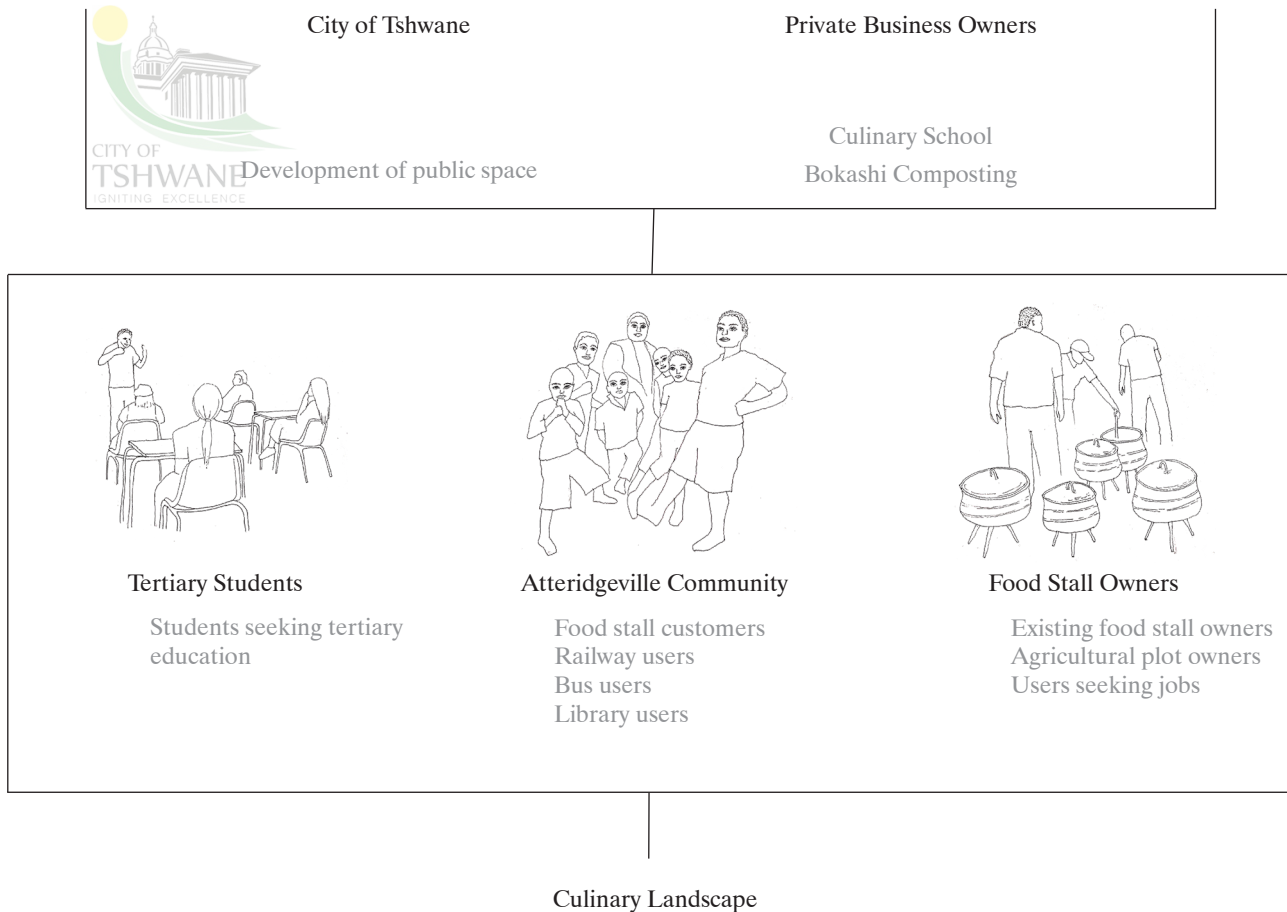 City of Tshwane
Private Business Owners
CITY OF
TSHWANE
IGNITING EXCELLENCE
Development of public space
Culinary School
Bokashi Composting
Tertiary Students
Students seeking tertiary
education
Atteridgeville Community
Food stall customers
Railway users
Bus users
Library users
Food Stall Owners
Existing food stall owners
Agricultural plot owners
Users seeking jobs
Culinary Landscape